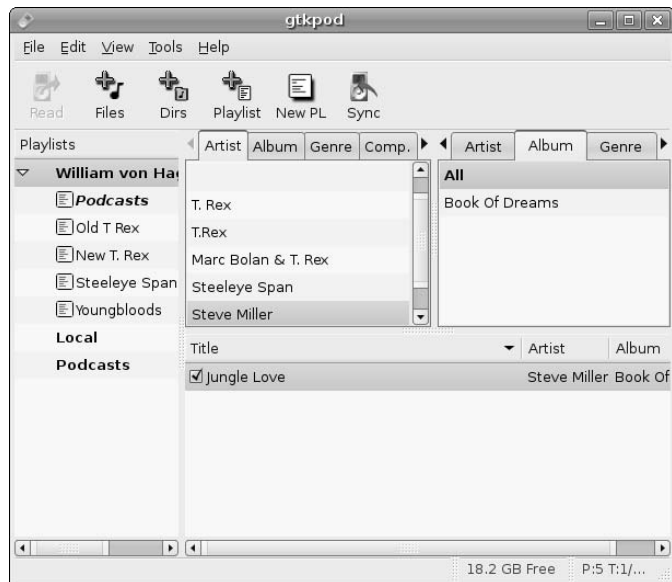 gtkpod
File Edit View Tools Help
Read Files Dirs Playlist New PL Sync
Playlists
William von Ha
Podcasts
Old T Rex
New T. Rex
Steeleye Span
Youngbloods
Local
Podcasts
Artist Album Genre Comp.
T. Rex
T.Rex
Marc Bolan & T. Rex
Steeleye Span
Steve Miller
Artist Album Genre
All
Book Of Dreams
Title Artist Album
Jungle Love Steve Miller Book Of
18.2 GB Free P:5 T:1/...